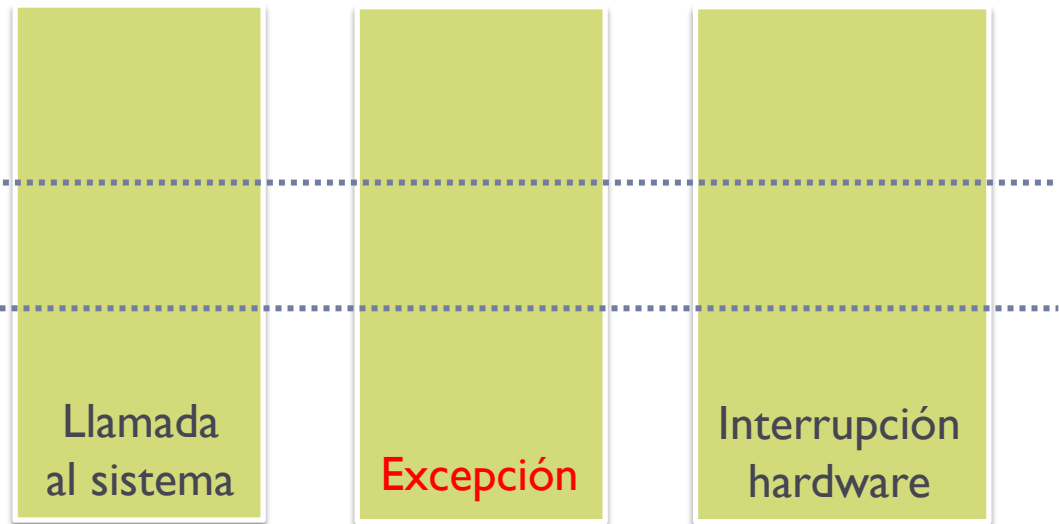 Llamada
al sistema
Excepción
Interrupción
hardware